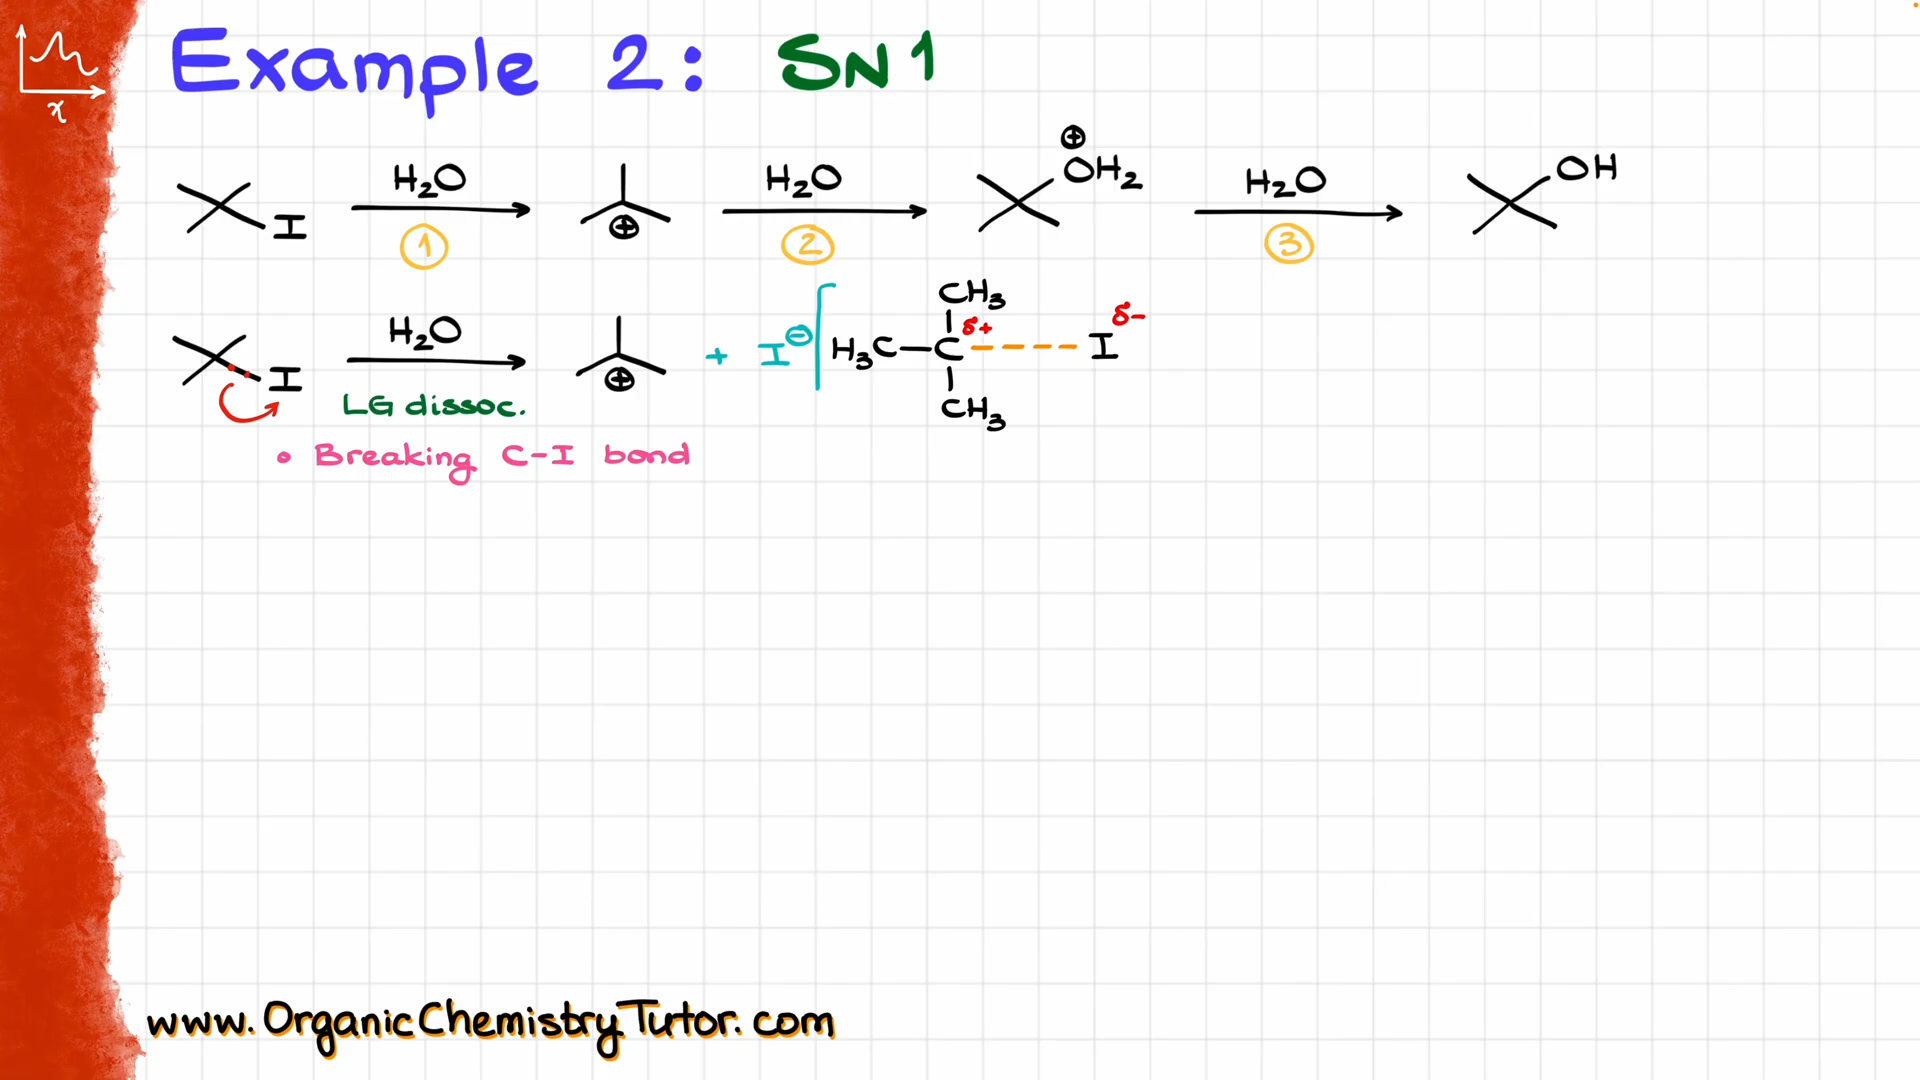 x
Example 2: SN1
I H₂O ① ⊕ H₂O ② ⊕ OH₂ H₂O ③ OH
I H₂O LG dissoc. ⊕ + I⊖ [ H₃C–C δ+ - - - - I δ-
CH₃
CH₃
• Breaking C-I bond
www.OrganicChemistryTutor.com